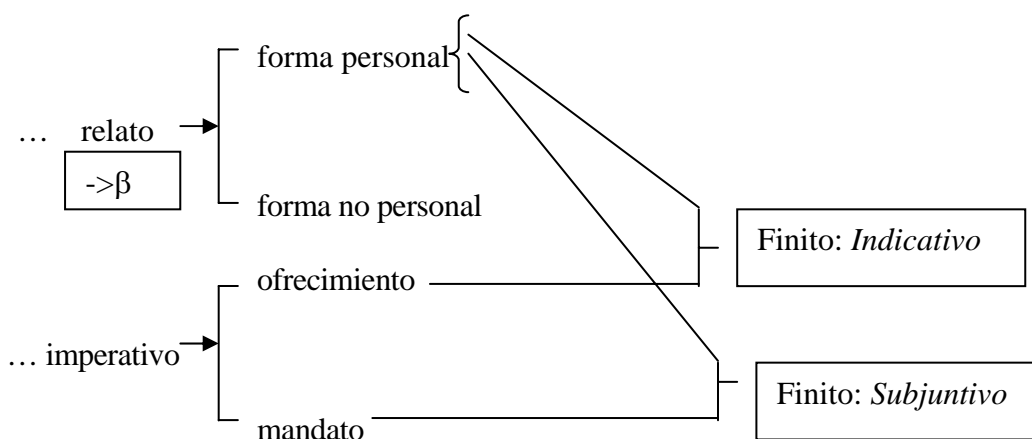 forma personal
… relato
->β
forma no personal
Finito: Indicativo
ofrecimiento
… imperativo
Finito: Subjuntivo
mandato